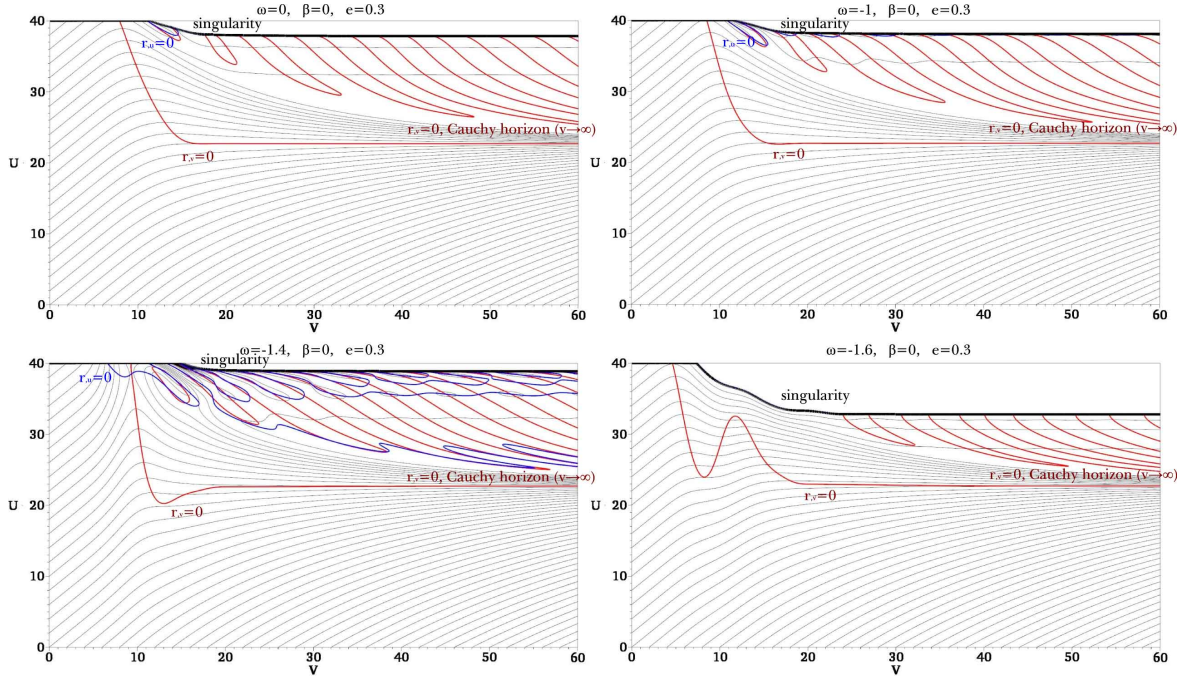 ω=0, β=0, e=0.3
singularity
r,u=0
r,v=0, Cauchy horizon (v→∞)
r,v=0
40
30
20
10
0
U
0 10 20 30 40 50 60
V
ω=-1, β=0, e=0.3
singularity
r,u=0
r,v=0, Cauchy horizon (v→∞)
r,v=0
40
30
20
10
0
U
0 10 20 30 40 50 60
V
ω=-1.4, β=0, e=0.3
singularity
r,u=0
r,v=0, Cauchy horizon (v→∞)
r,v=0
40
30
20
10
0
U
0 10 20 30 40 50 60
V
ω=-1.6, β=0, e=0.3
singularity
r,v=0, Cauchy horizon (v→∞)
r,v=0
40
30
20
10
0
U
0 10 20 30 40 50 60
V